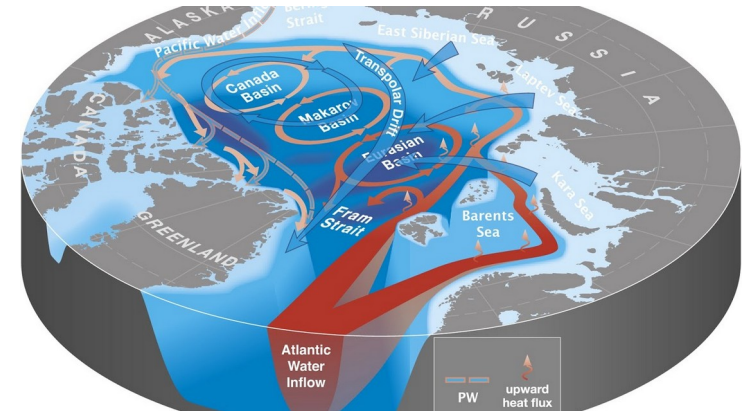 ALASKA
Pacific Water Inflow
Strait
RUSSIA
East Siberian Sea
Laptev Sea
Kara Sea
CANADA
Canada
Basin
Makarov
Basin
Transpolar Drift
Eurasian
Basin
Fram
Strait
Barents
Sea
GREENLAND
Atlantic
Water
Inflow
PW
upward
heat flux